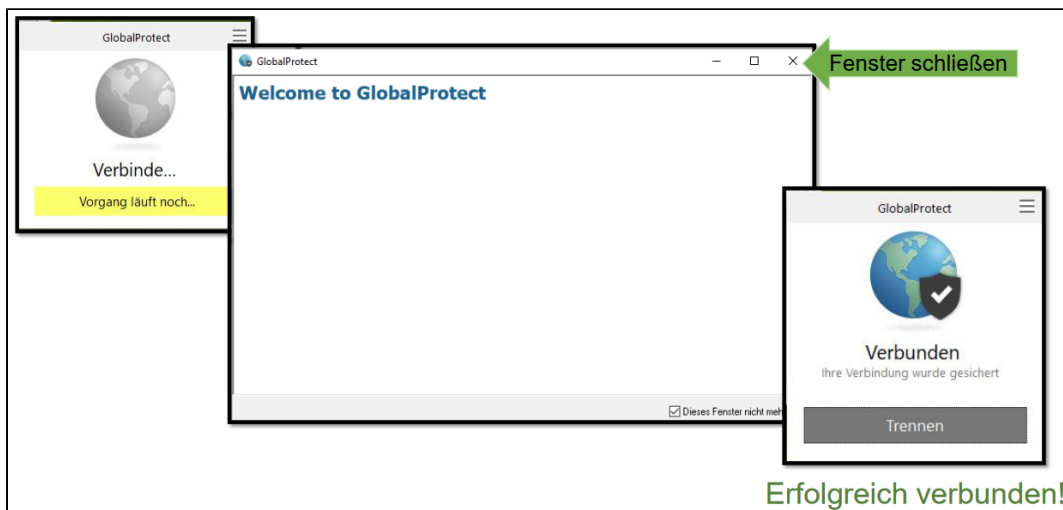 GlobalProtect
Verbinde...
Vorgang läuft noch...
GlobalProtect
Welcome to GlobalProtect
Fenster schließen
Dieses Fenster nicht
GlobalProtect
Verbunden
Ihre Verbindung wurde gesichert
Trennen
Erfolgreich verbunden!